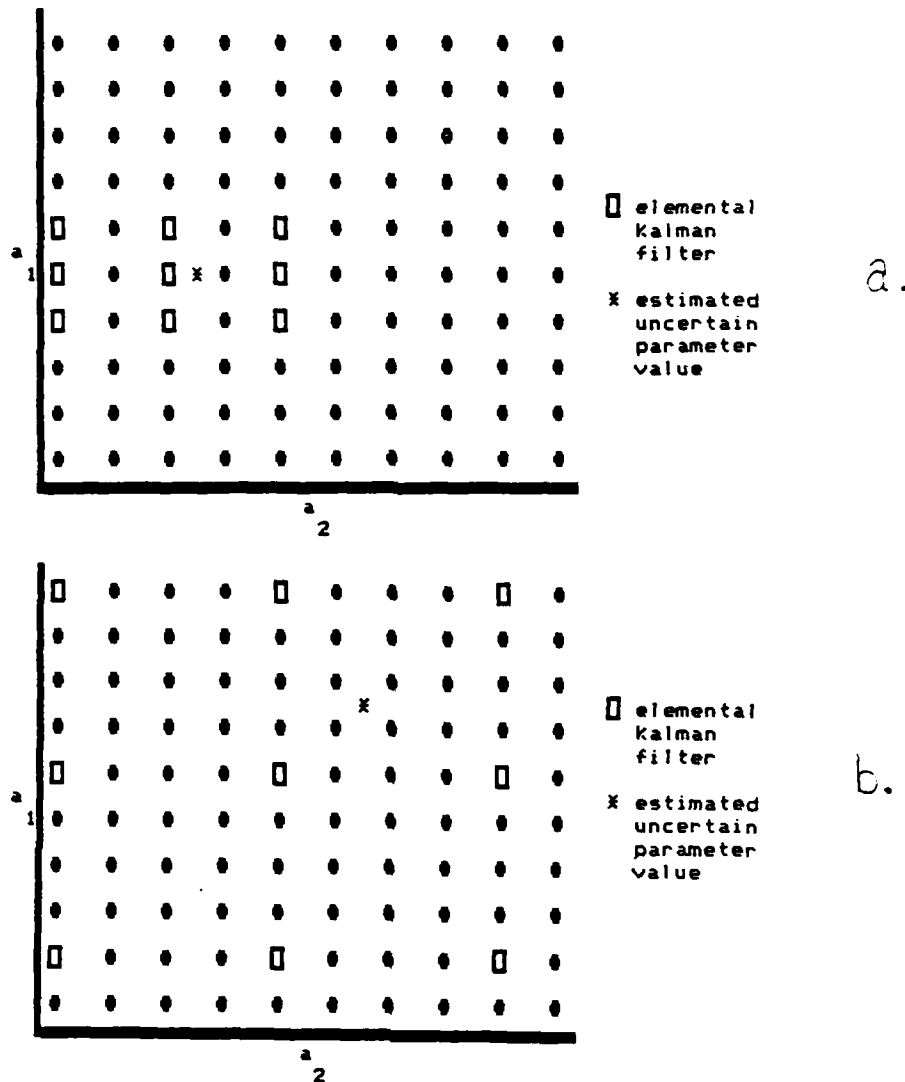 a
1
a
2
▯ elemental
Kalman
filter
* estimated
uncertain
parameter
value
a.
a
1
a
2
▯ elemental
Kalman
filter
* estimated
uncertain
parameter
value
b.